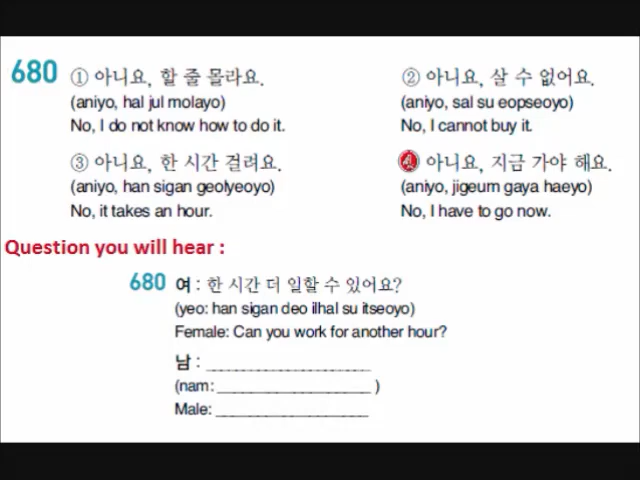 680 ① 아니요, 할 줄 몰라요. ② 아니요, 살 수 없어요.
(aniyo, hal jul molayo) (aniyo, sal su eopseoyo)
No, I do not know how to do it. No, I cannot buy it.
③ 아니요, 한 시간 걸려요. ④ 아니요, 지금 가야 해요.
(aniyo, han sigan geolyeoyo) (aniyo, jigeum gaya haeyo)
No, it takes an hour. No, I have to go now.
Question you will hear :
680 여 : 한 시간 더 일할 수 있어요?
(yeo: han sigan deo ilhal su itseoyo)
Female: Can you work for another hour?
남 : ____________________
(nam: ____________________ )
Male: ____________________